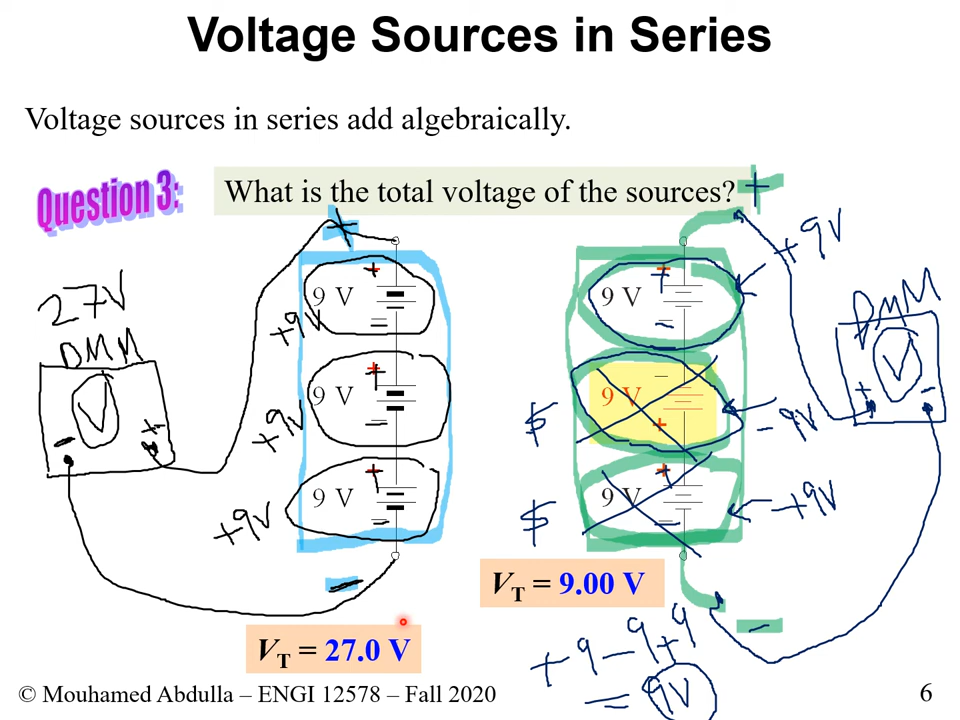 Voltage Sources in Series
Voltage sources in series add algebraically.
Question 3:
What is the total voltage of the sources?
+
+
27V
DMM
V
- +
+
9 V
-
+9V
+
9 V
-
+9V
+
9 V
-
+9V
-
VT = 27.0 V
+
9 V
-
+9V
-
9 V
+
-9V
$
+
9 V
-
+9V
$
DMM
V
+ -
-
VT = 9.00 V
+9-9+9
= 9V
© Mouhamed Abdulla – ENGI 12578 – Fall 2020
6